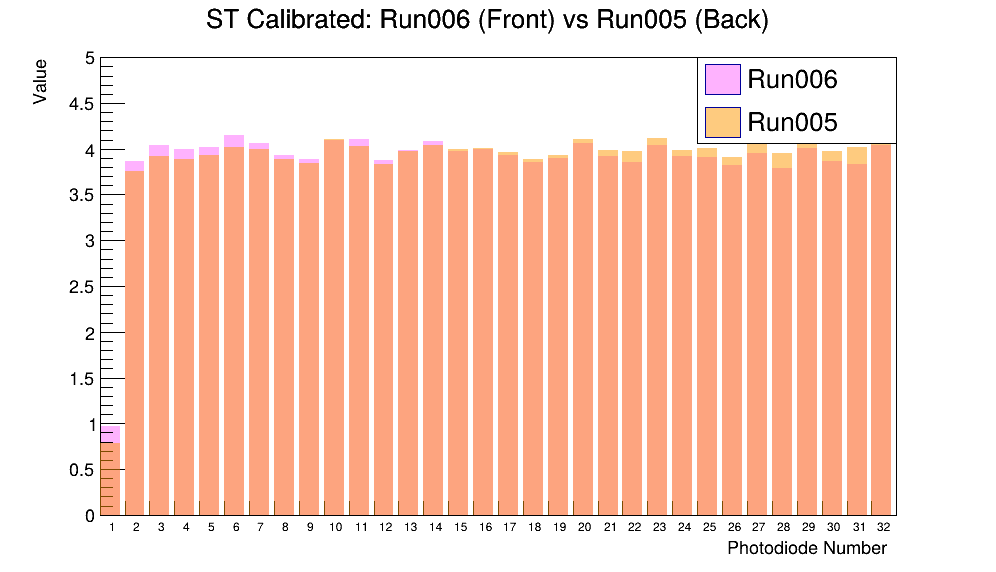 ST Calibrated: Run006 (Front) vs Run005 (Back)
Value
5
4.5
4
3.5
3
2.5
2
1.5
1
0.5
0
Run006
Run005
1 2 3 4 5 6 7 8 9 10 11 12 13 14 15 16 17 18 19 20 21 22 23 24 25 26 27 28 29 30 31 32
Photodiode Number